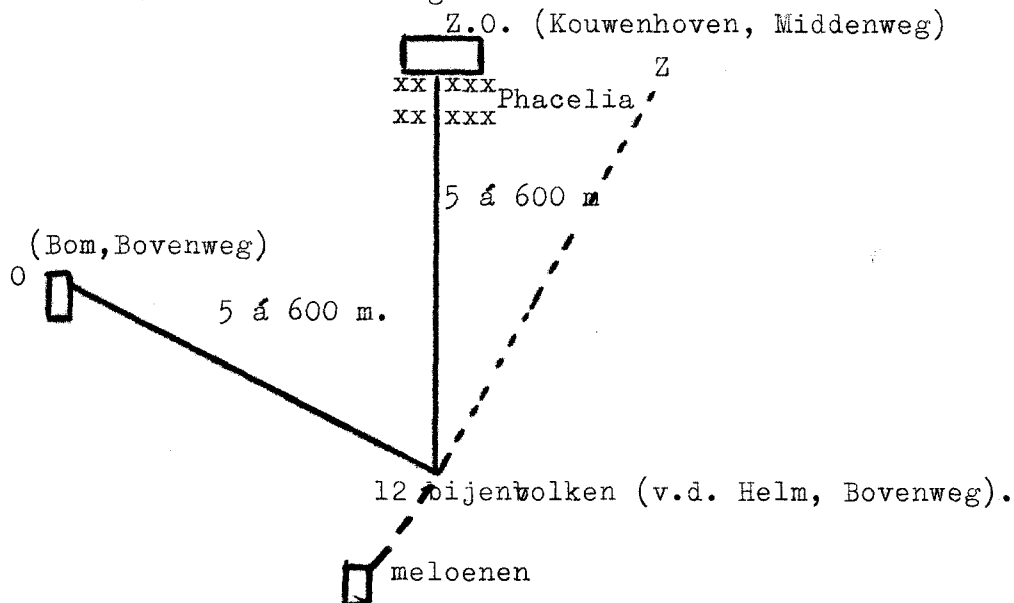 Z.O. (Kouwenhoven, Middenweg)
Z
xx xxx Phacelia
xx xxx
5 á 600 m
(Bom, Bovenweg)
O
5 á 600 m.
12 bijenvolken (v.d. Helm, Bovenweg).
meloenen